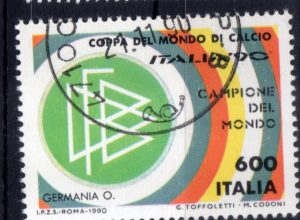 COPPA DEL MONDO DI CALCIO
ITALIA '90
CAMPIONE
DEL
MONDO
600
ITALIA
GERMANIA O.
I.P.Z.S.-ROMA-1990
G. TOFFOLETTI - M. CODONI